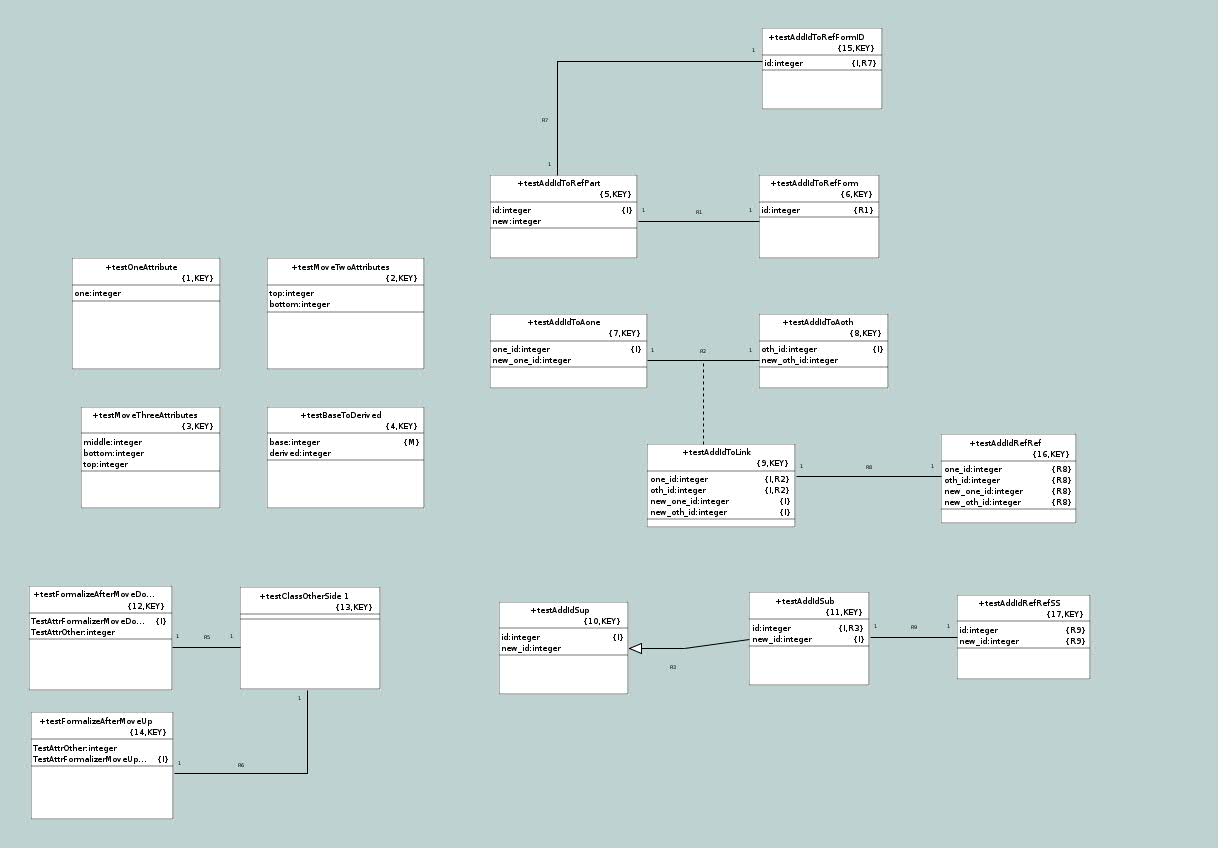 +testAddIdToRefFormID
{15,KEY}
id:integer {I,R7}
1
R7
1
+testAddIdToRefPart
{5,KEY}
id:integer {I}
new:integer
1 R1 1
+testAddIdToRefForm
{6,KEY}
id:integer {R1}
+testOneAttribute
{1,KEY}
one:integer
+testMoveTwoAttributes
{2,KEY}
top:integer
bottom:integer
+testAddIdToAone
{7,KEY}
one_id:integer {I}
new_one_id:integer
1 R2 1
+testAddIdToAoth
{8,KEY}
oth_id:integer {I}
new_oth_id:integer
+testMoveThreeAttributes
{3,KEY}
middle:integer
bottom:integer
top:integer
+testBaseToDerived
{4,KEY}
base:integer {M}
derived:integer
+testAddIdToLink
{9,KEY}
one_id:integer {I,R2}
oth_id:integer {I,R2}
new_one_id:integer {I}
new_oth_id:integer {I}
1 R8 1
+testAddIdRefRef
{16,KEY}
one_id:integer {R8}
oth_id:integer {R8}
new_one_id:integer {R8}
new_oth_id:integer {R8}
+testFormalizeAfterMoveDo...
{12,KEY}
TestAttrFormalizeMoveDo... {I}
TestAttrOther:integer
1 R5 1
+testClassOtherSide 1
{13,KEY}
1
+testAddIdSup
{10,KEY}
id:integer {I}
new_id:integer
R3
+testAddIdSub
{11,KEY}
id:integer {I,R3}
new_id:integer {I}
1 R9 1
+testAddIdRefRefSS
{17,KEY}
id:integer {R9}
new_id:integer {R9}
+testFormalizeAfterMoveUp
{14,KEY}
TestAttrOther:integer
TestAttrFormalizerMoveUp... {I}
1 R6